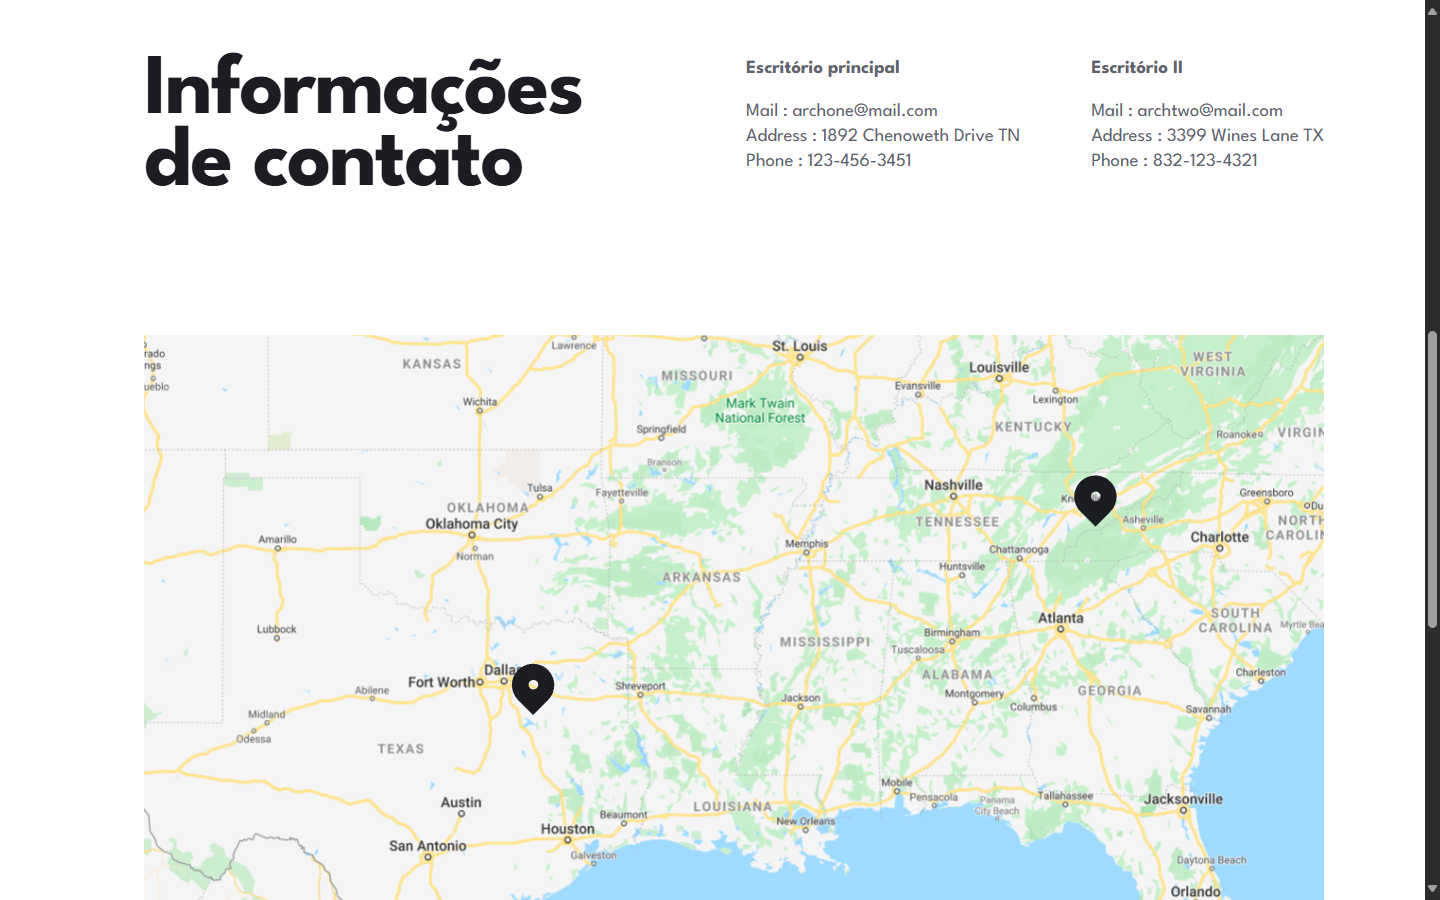 Informações
de contato
Escritório principal
Mail : archone@mail.com
Address : 1892 Chenoweth Drive TN
Phone : 123-456-3451
Escritório II
Mail : archtwo@mail.com
Address : 3399 Wines Lane TX
Phone : 832-123-4321
rado
ngs
ueblo
KANSAS
Lawrence
St. Louis
MISSOURI
Louisville
WEST
VIRGINIA
Evansville
Lexington
Wichita
Mark Twain
National Forest
KENTUCKY
Springfield
Roanoke
VIRGIN
Branson
Tulsa
Fayetteville
Nashville
Kn
Greensboro
OKLAHOMA
Oklahoma City
TENNESSEE
Asheville
Du
NORTH
CAROLIN
Amarillo
Norman
Memphis
Chattanooga
Charlotte
Huntsville
ARKANSAS
Lubbock
MISSISSIPPI
Birmingham
Atlanta
SOUTH
CAROLINA
Myrtle Bea
Tuscaloosa
Dalla
Fort Worth
Abilene
Shreveport
Jackson
ALABAMA
Montgomery
Columbus
GEORGIA
Charleston
Savannah
Midland
Odessa
TEXAS
Austin
LOUISIANA
Mobile
Pensacola
Panama
City Beach
Tallahassee
Jacksonville
Beaumont
New Orleans
Houston
San Antonio
Galveston
Daytona Beach
Orlando